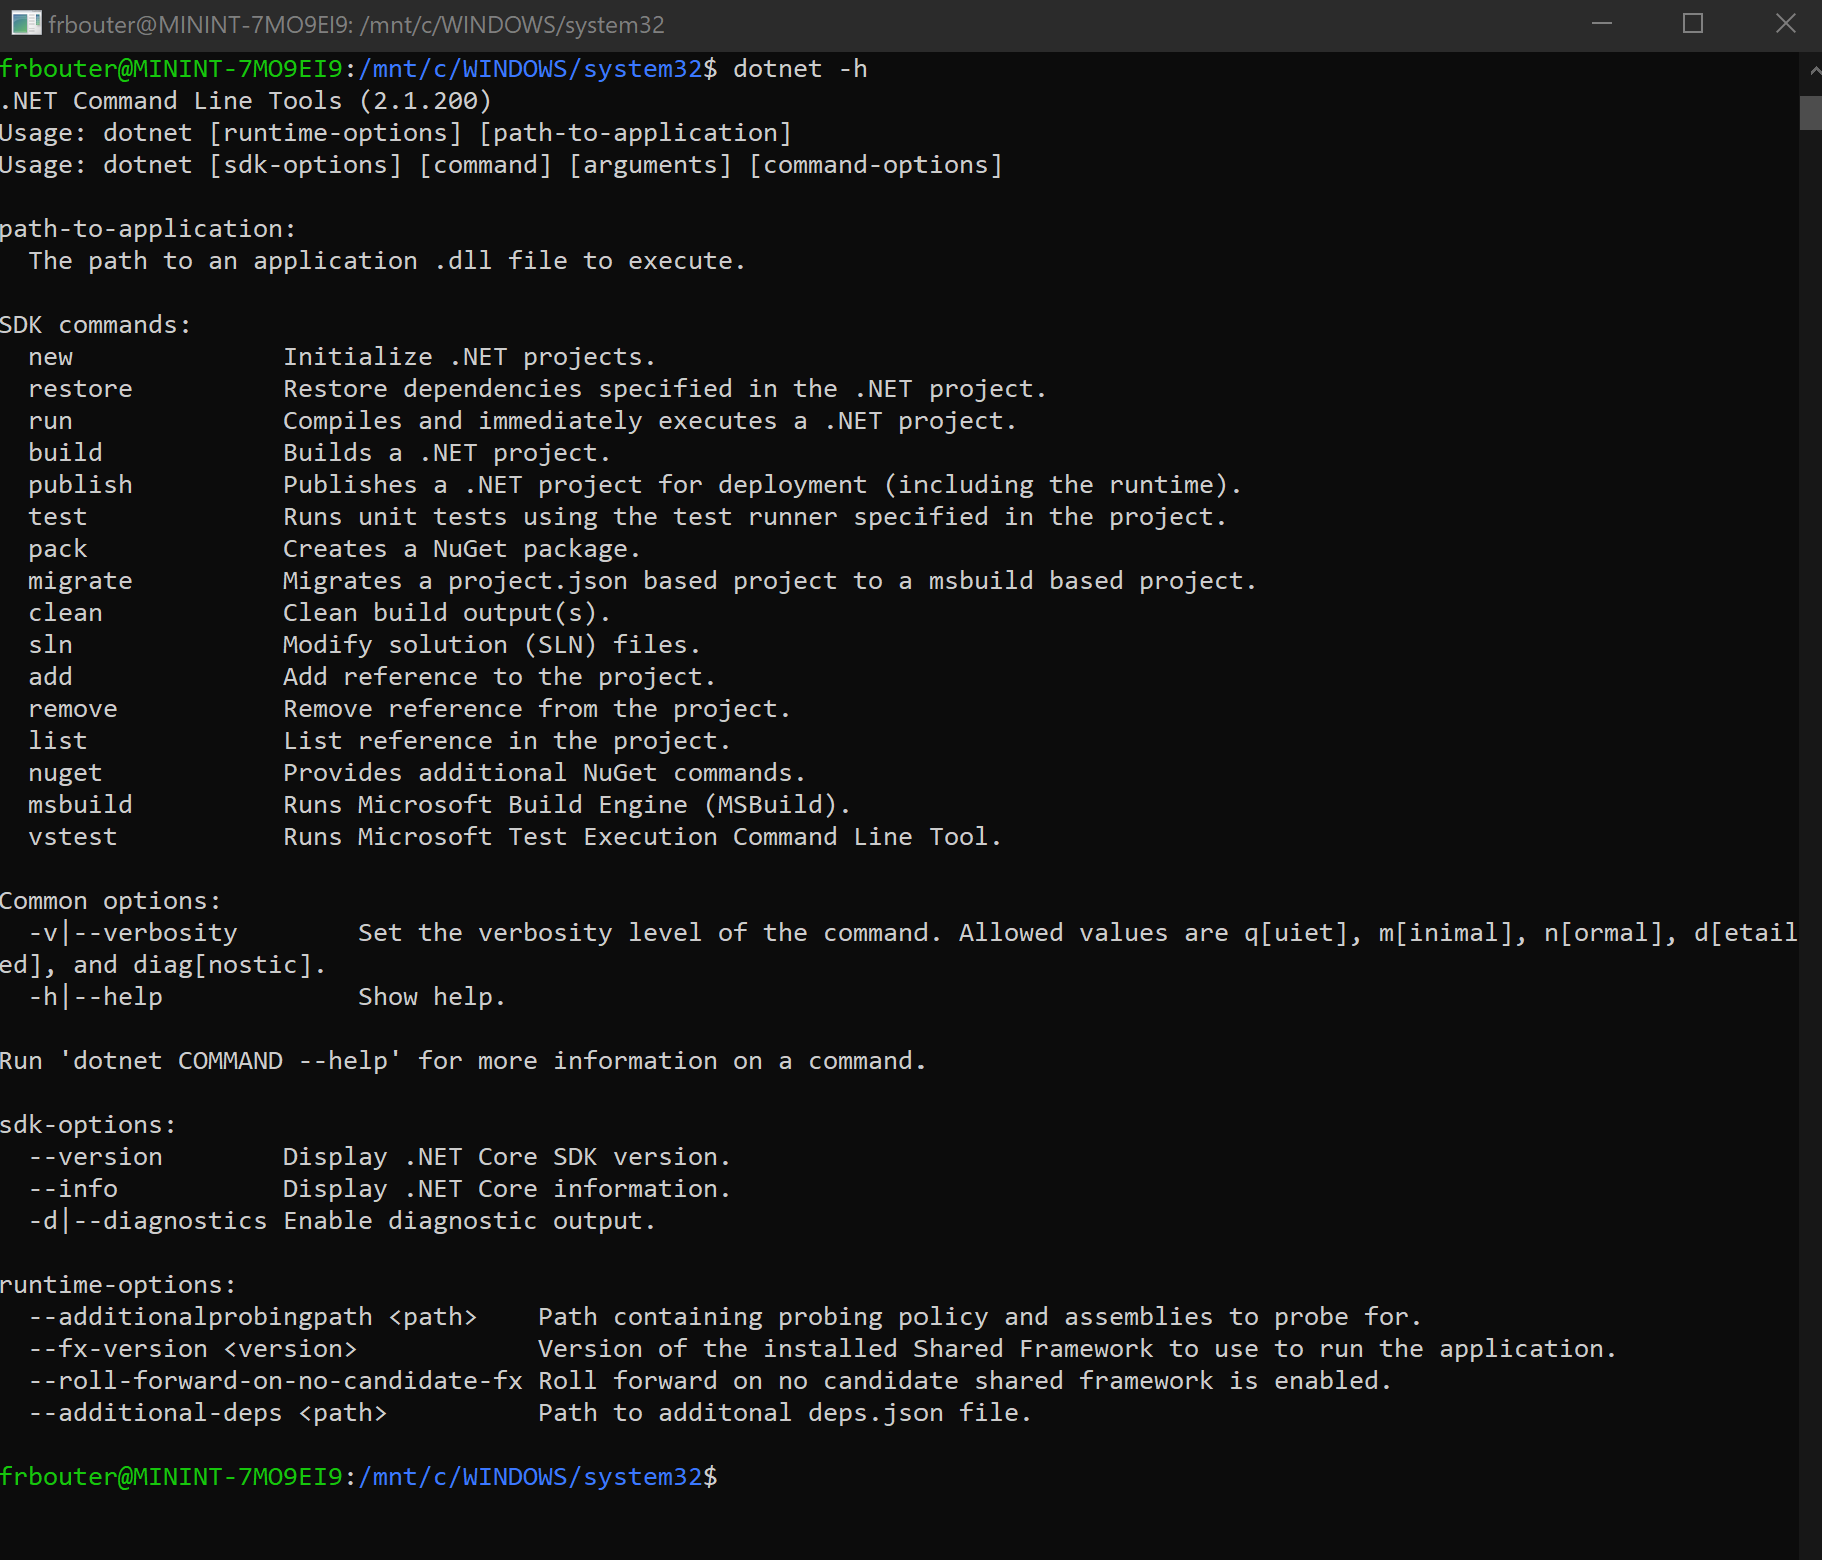 frbouter@MININT-7MO9EI9: /mnt/c/WINDOWS/system32
frbouter@MININT-7MO9EI9:/mnt/c/WINDOWS/system32$ dotnet -h
.NET Command Line Tools (2.1.200)
Usage: dotnet [runtime-options] [path-to-application]
Usage: dotnet [sdk-options] [command] [arguments] [command-options]

path-to-application:
  The path to an application .dll file to execute.

SDK commands:
  new              Initialize .NET projects.
  restore          Restore dependencies specified in the .NET project.
  run              Compiles and immediately executes a .NET project.
  build            Builds a .NET project.
  publish          Publishes a .NET project for deployment (including the runtime).
  test             Runs unit tests using the test runner specified in the project.
  pack             Creates a NuGet package.
  migrate          Migrates a project.json based project to a msbuild based project.
  clean            Clean build output(s).
  sln              Modify solution (SLN) files.
  add              Add reference to the project.
  remove           Remove reference from the project.
  list             List reference in the project.
  nuget            Provides additional NuGet commands.
  msbuild          Runs Microsoft Build Engine (MSBuild).
  vstest           Runs Microsoft Test Execution Command Line Tool.

Common options:
  -v|--verbosity        Set the verbosity level of the command. Allowed values are q[uiet], m[inimal], n[ormal], d[etail
ed], and diag[nostic].
  -h|--help             Show help.

Run 'dotnet COMMAND --help' for more information on a command.

sdk-options:
  --version        Display .NET Core SDK version.
  --info           Display .NET Core information.
  -d|--diagnostics Enable diagnostic output.

runtime-options:
  --additionalprobingpath <path>    Path containing probing policy and assemblies to probe for.
  --fx-version <version>            Version of the installed Shared Framework to use to run the application.
  --roll-forward-on-no-candidate-fx Roll forward on no candidate shared framework is enabled.
  --additional-deps <path>          Path to additonal deps.json file.

frbouter@MININT-7MO9EI9:/mnt/c/WINDOWS/system32$